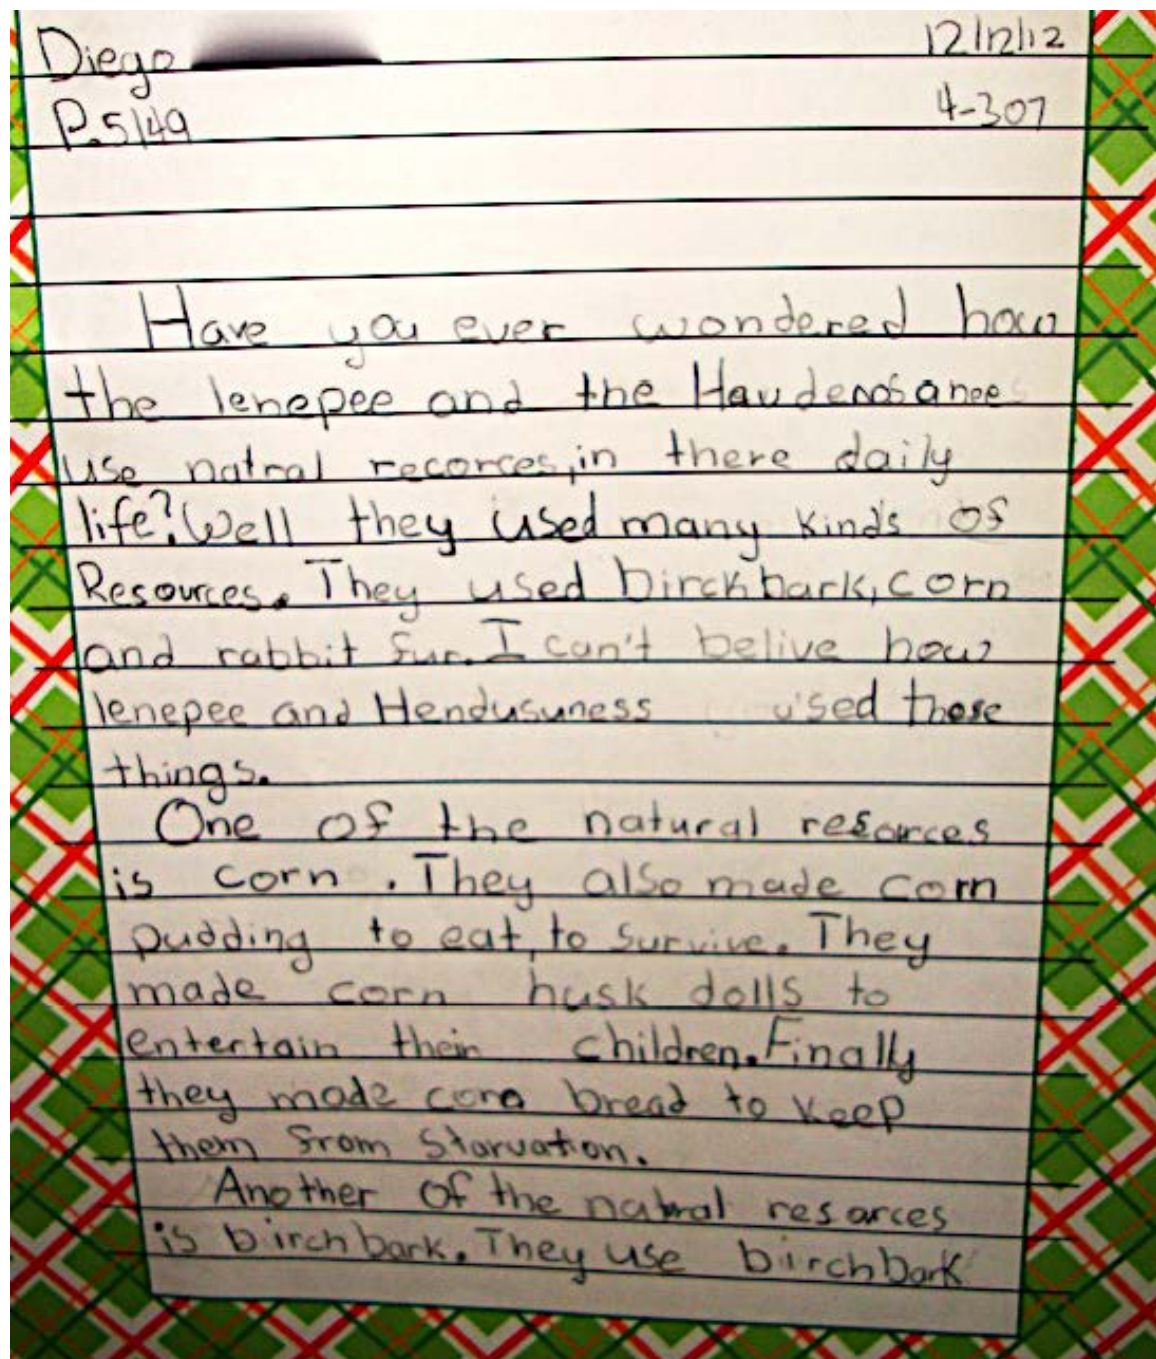 Diego
12/12/12
P.S/149
4-307
Have you ever wondered how
the lenepee and the Haudenosanee
use natral recorces, in there daily
life? Well they used many kinds of
Resources. They used birckbark, corn
and rabbit fur. I can't belive how
lenepee and Hendusuness used those
things.
One of the natural resources
is corn. They also made corn
pudding to eat, to survive. They
made corn husk dolls to
entertain their children. Finally
they made corn bread to keep
them from Starvation.
Another of the natural resarces
is birch bark. They use birchbark